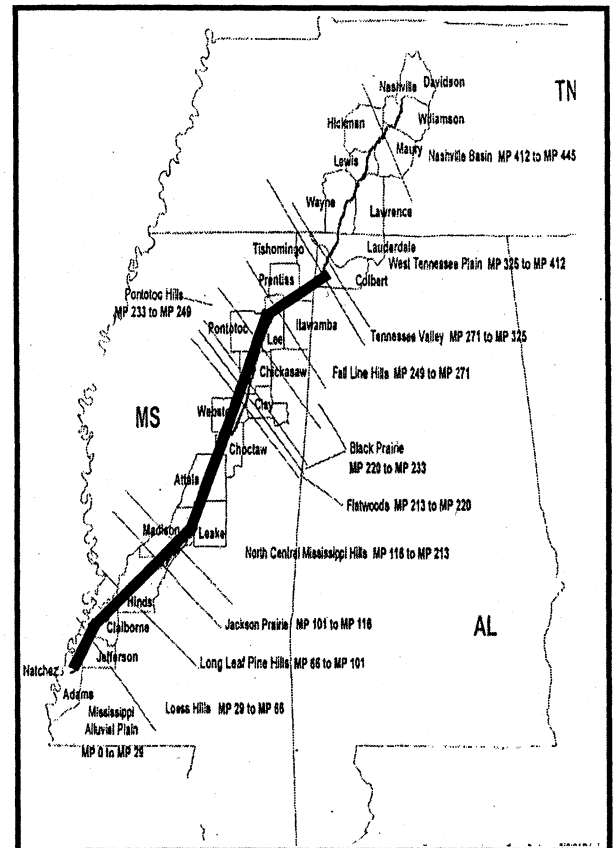 Davidson
Nashville
TN
Williamson
Hickman
Maury
Nashville Basin MP 412 to MP 445
Lewis
Wayne
Lawrence
Tishomingo
Lauderdale
West Tennessee Plain MP 325 to MP 412
Prentiss
Colbert
Pontotoc Hills
MP 233 to MP 249
Pontotoc
Itawamba
Lee
Tennessee Valley MP 271 to MP 325
Chickasaw
Fall Line Hills MP 249 to MP 271
Clay
MS
Choctaw
Black Prairie
MP 220 to MP 233
Attala
Flatwoods MP 213 to MP 220
Madison
Leake
North Central Mississippi Hills MP 116 to MP 213
Hinds
AL
Claiborne
Jackson Prairie MP 101 to MP 116
Jefferson
Long Leaf Pine Hills MP 66 to MP 101
Natchez
Adams
Loess Hills MP 29 to MP 66
Mississippi
Alluvial Plain
MP 0 to MP 29